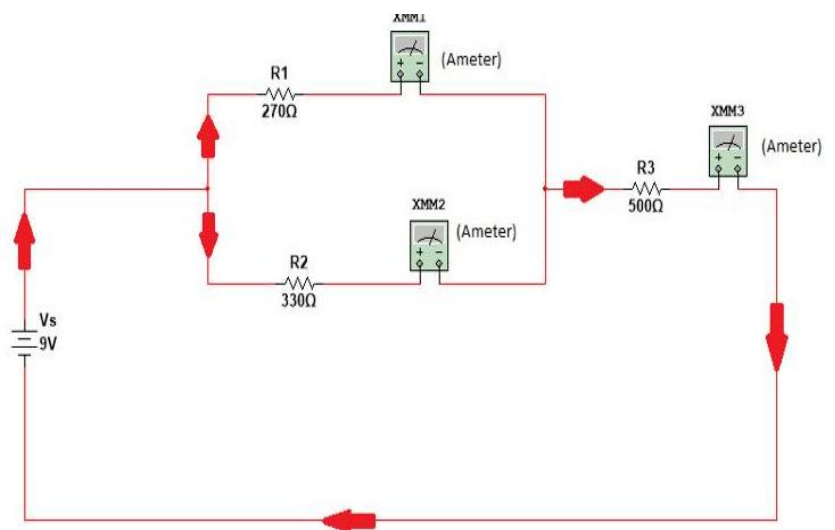 XMM1
(Ameter)
R1
270Ω
XMM3
(Ameter)
R3
500Ω
XMM2
(Ameter)
R2
330Ω
Vs
9V